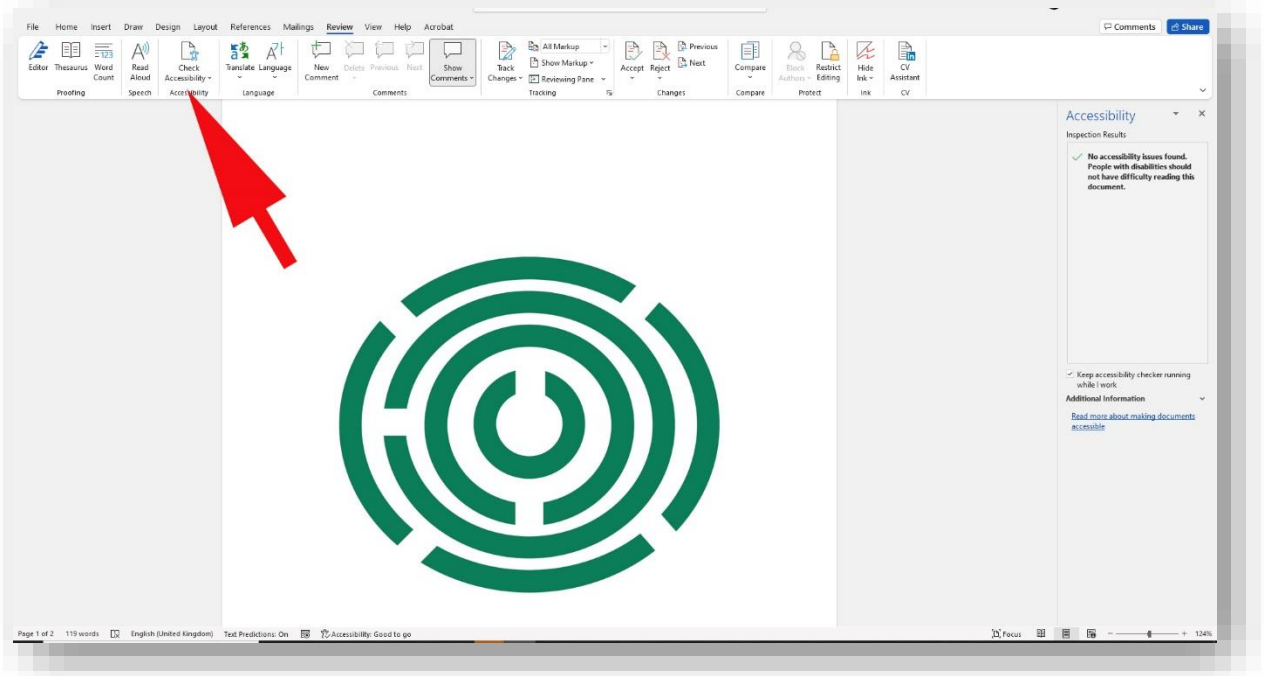 File Home Insert Draw Design Layout References Mailings Review View Help Acrobat Comments Share
Editor Thesaurus Word Count Read Aloud Check Accessibility Translate Language New Comment Delete Previous Next Show Comments Track Changes All Markup Show Markup Reviewing Pane Accept Reject Previous Next Compare Block Authors Restrict Editing Hide Ink CV Assistant
Proofing Speech Accessibility Language Comments Tracking Changes Compare Protect Ink CV
Accessibility
Inspection Results
No accessibility issues found.
People with disabilities should
not have difficulty reading this
document.
Keep accessibility checker running
while I work
Additional Information
Read more about making documents
accessible
Page 1 of 2 119 words English (United Kingdom) Text Predictions: On Accessibility: Good to go Focus 124%